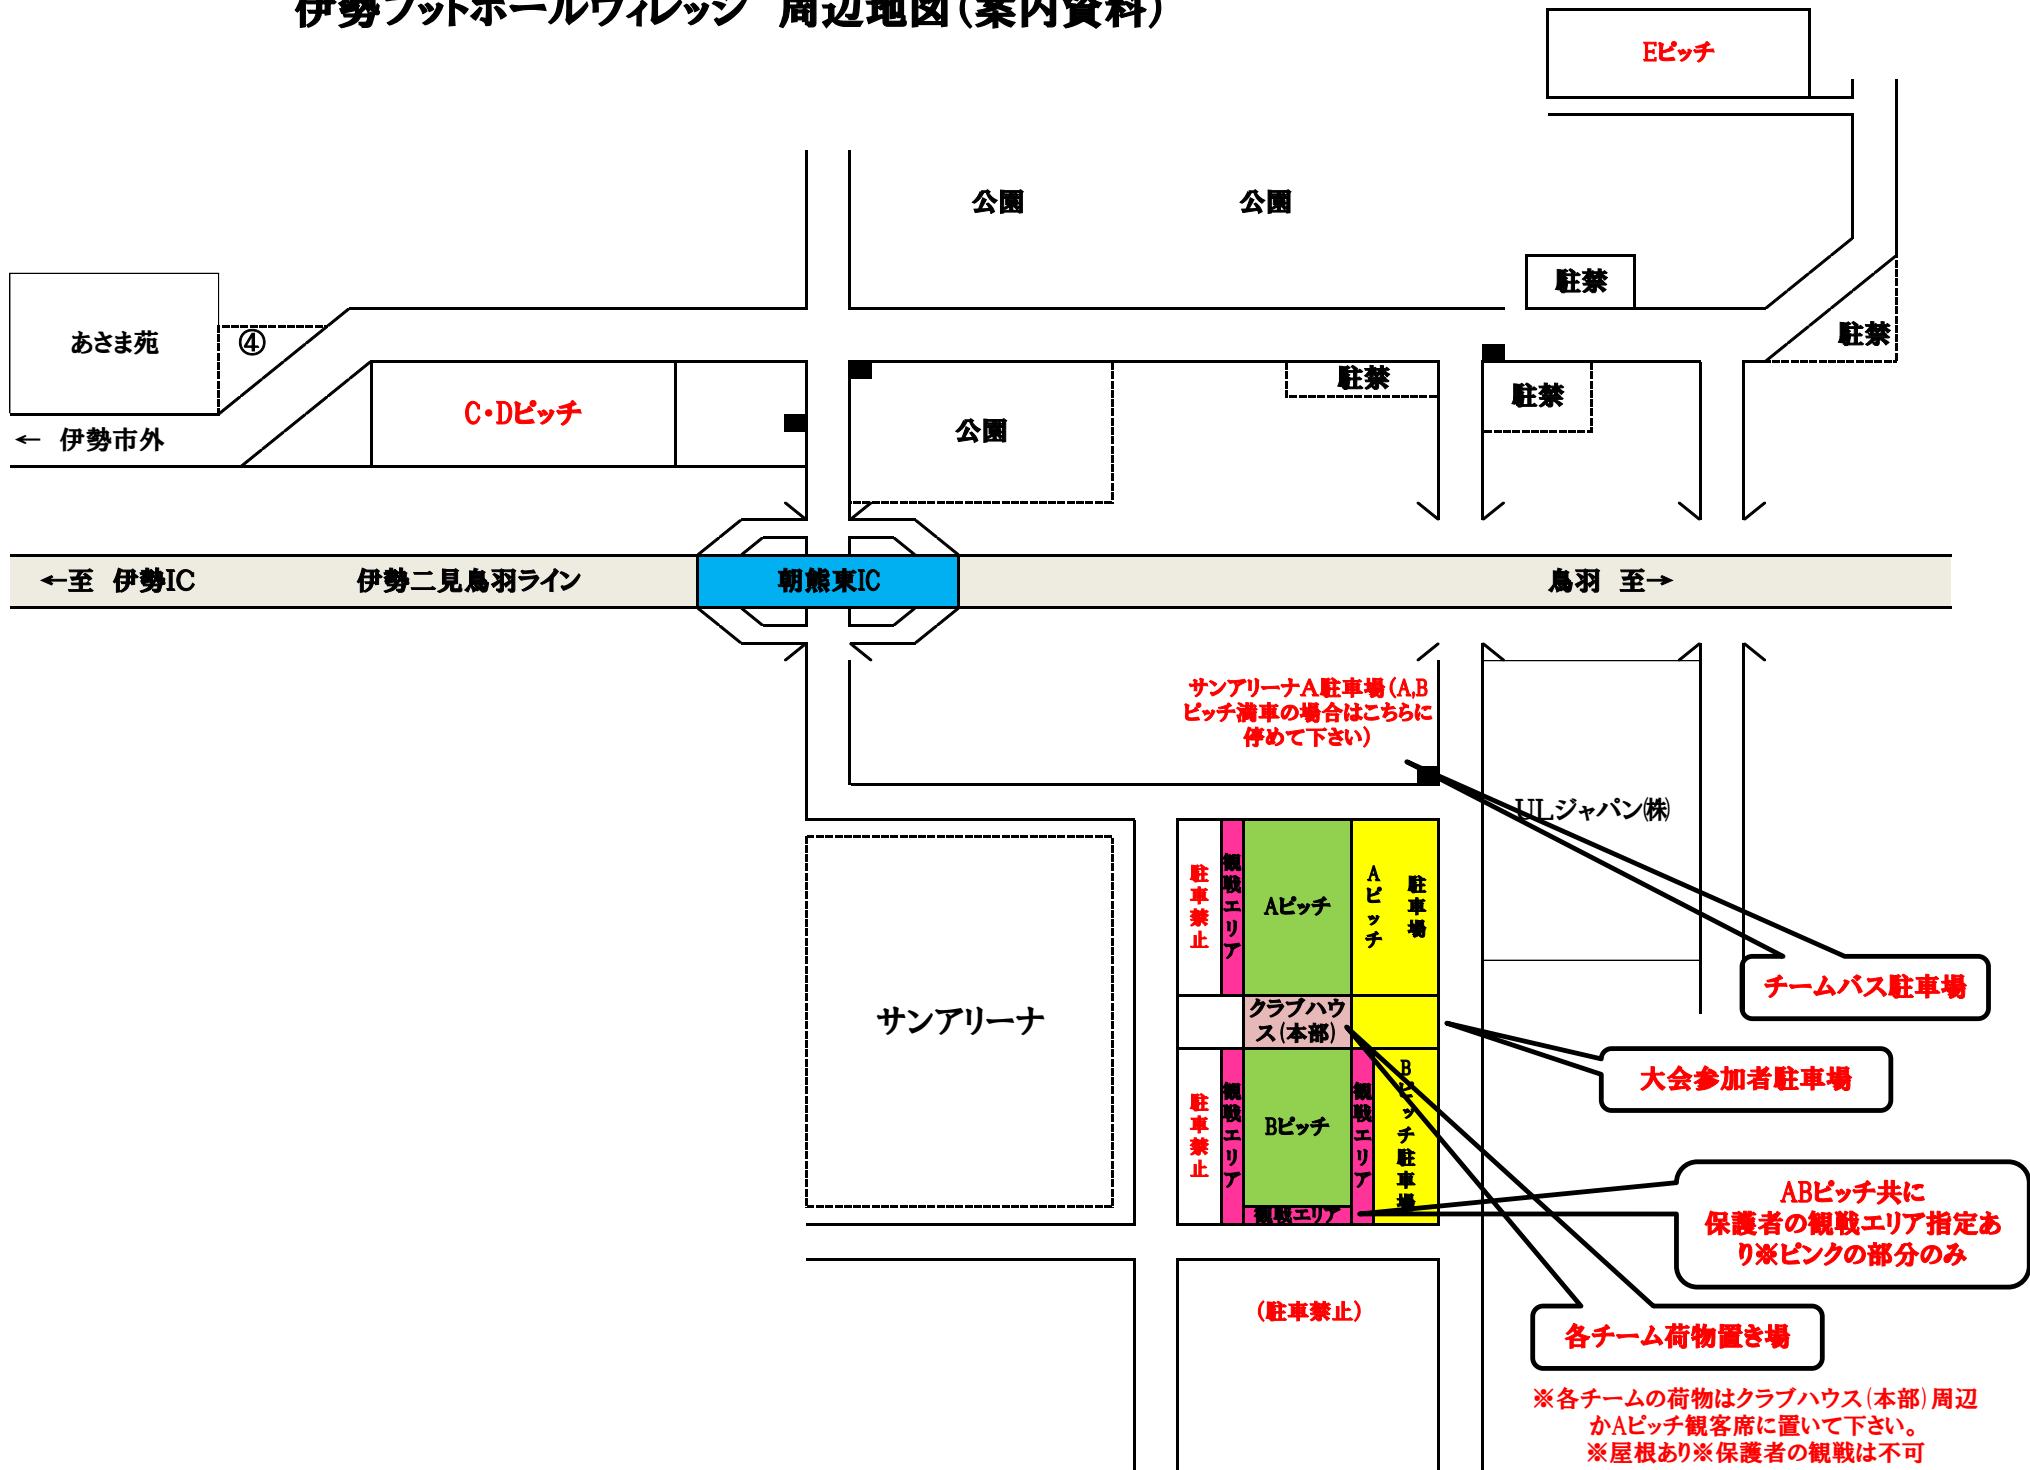 伊勢フットボールヴィレッジ　周辺地図（案内資料）
Eピッチ
公園
公園
駐禁
駐禁
あさま苑
④
駐禁
駐禁
C・Dピッチ
公園
← 伊勢市外
←至　伊勢IC
伊勢二見鳥羽ライン
朝熊東IC
鳥羽　至→
サンアリーナA駐車場（A,B
ピッチ満車の場合はこちらに
停めて下さい）
ULジャパン㈱
駐車禁止
観戦エリア
Aピッチ
Aピッチ
駐車場
チームバス駐車場
サンアリーナ
クラブハウ
ス（本部）
大会参加者駐車場
駐車禁止
観戦エリア
Bピッチ
観戦エリア
Bピッチ駐車場
観戦エリア
ABピッチ共に
保護者の観戦エリア指定あ
り※ピンクの部分のみ
（駐車禁止）
各チーム荷物置き場
※各チームの荷物はクラブハウス（本部）周辺
かAピッチ観客席に置いて下さい。
※屋根あり※保護者の観戦は不可